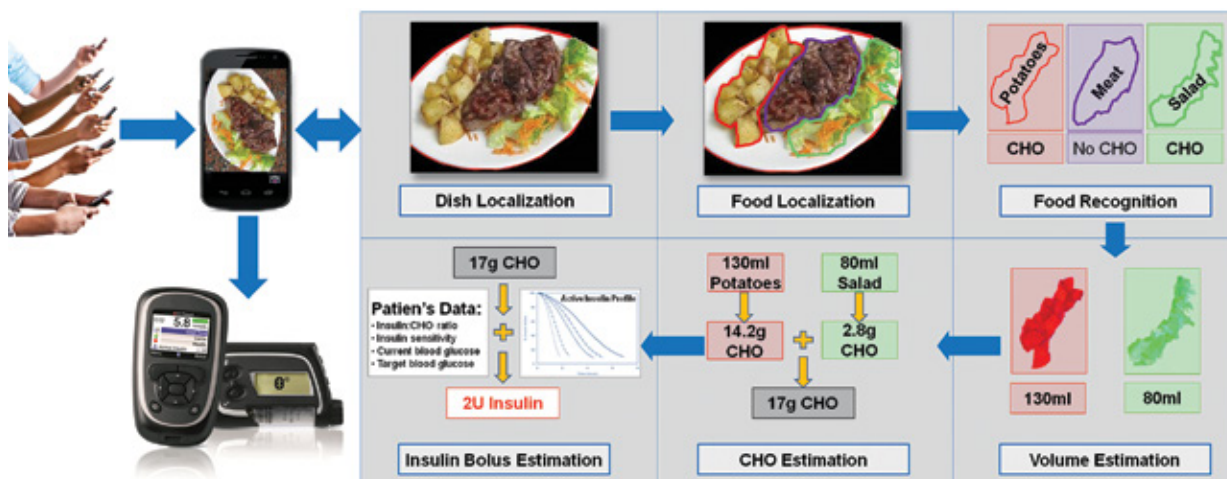 Potatoes
Meat
Salad
CHO
No CHO
CHO
Dish Localization
Food Localization
Food Recognition
17g CHO
Patien's Data:
• Insulin:CHO ratio
• Insulin sensitivity
• Current blood glucose
• Target blood glucose
Active Insulin Profile
2U Insulin
Insulin Bolus Estimation
130ml
Potatoes
80ml
Salad
14.2g
CHO
2.8g
CHO
17g CHO
CHO Estimation
130ml
80ml
Volume Estimation
5.8